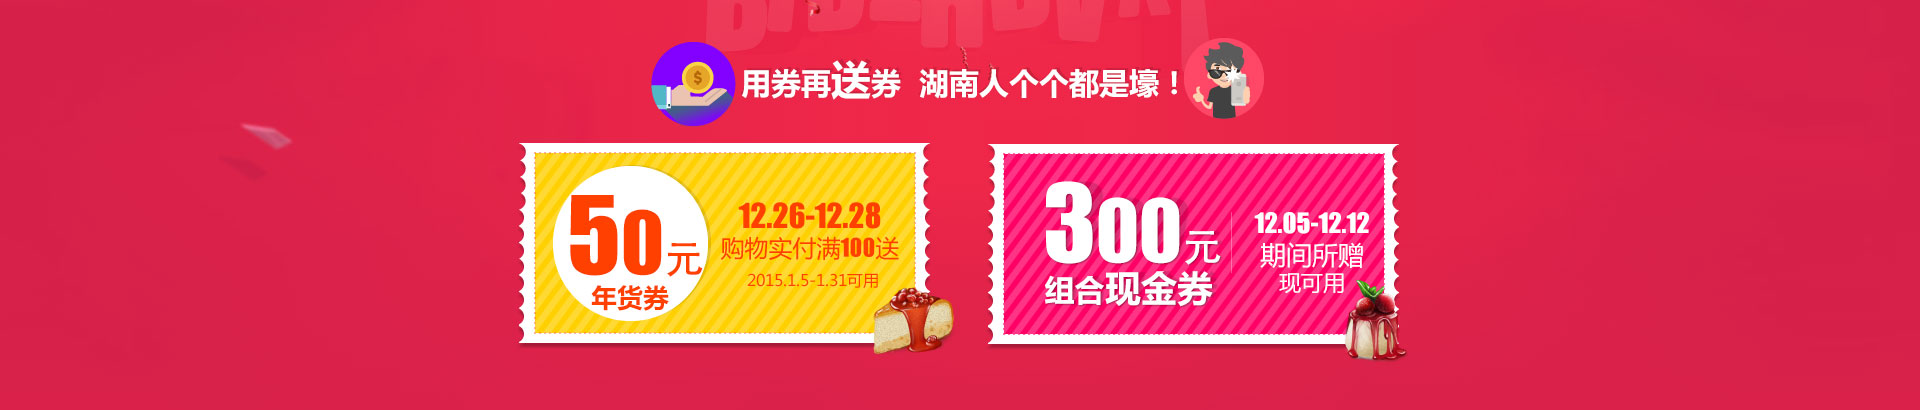 用券再送券 湖南人个个都是壕！
50元
年货券
12.26-12.28
购物实付满100送
2015.1.5-1.31可用
300元
组合现金券
12.05-12.12
期间所赠
现可用